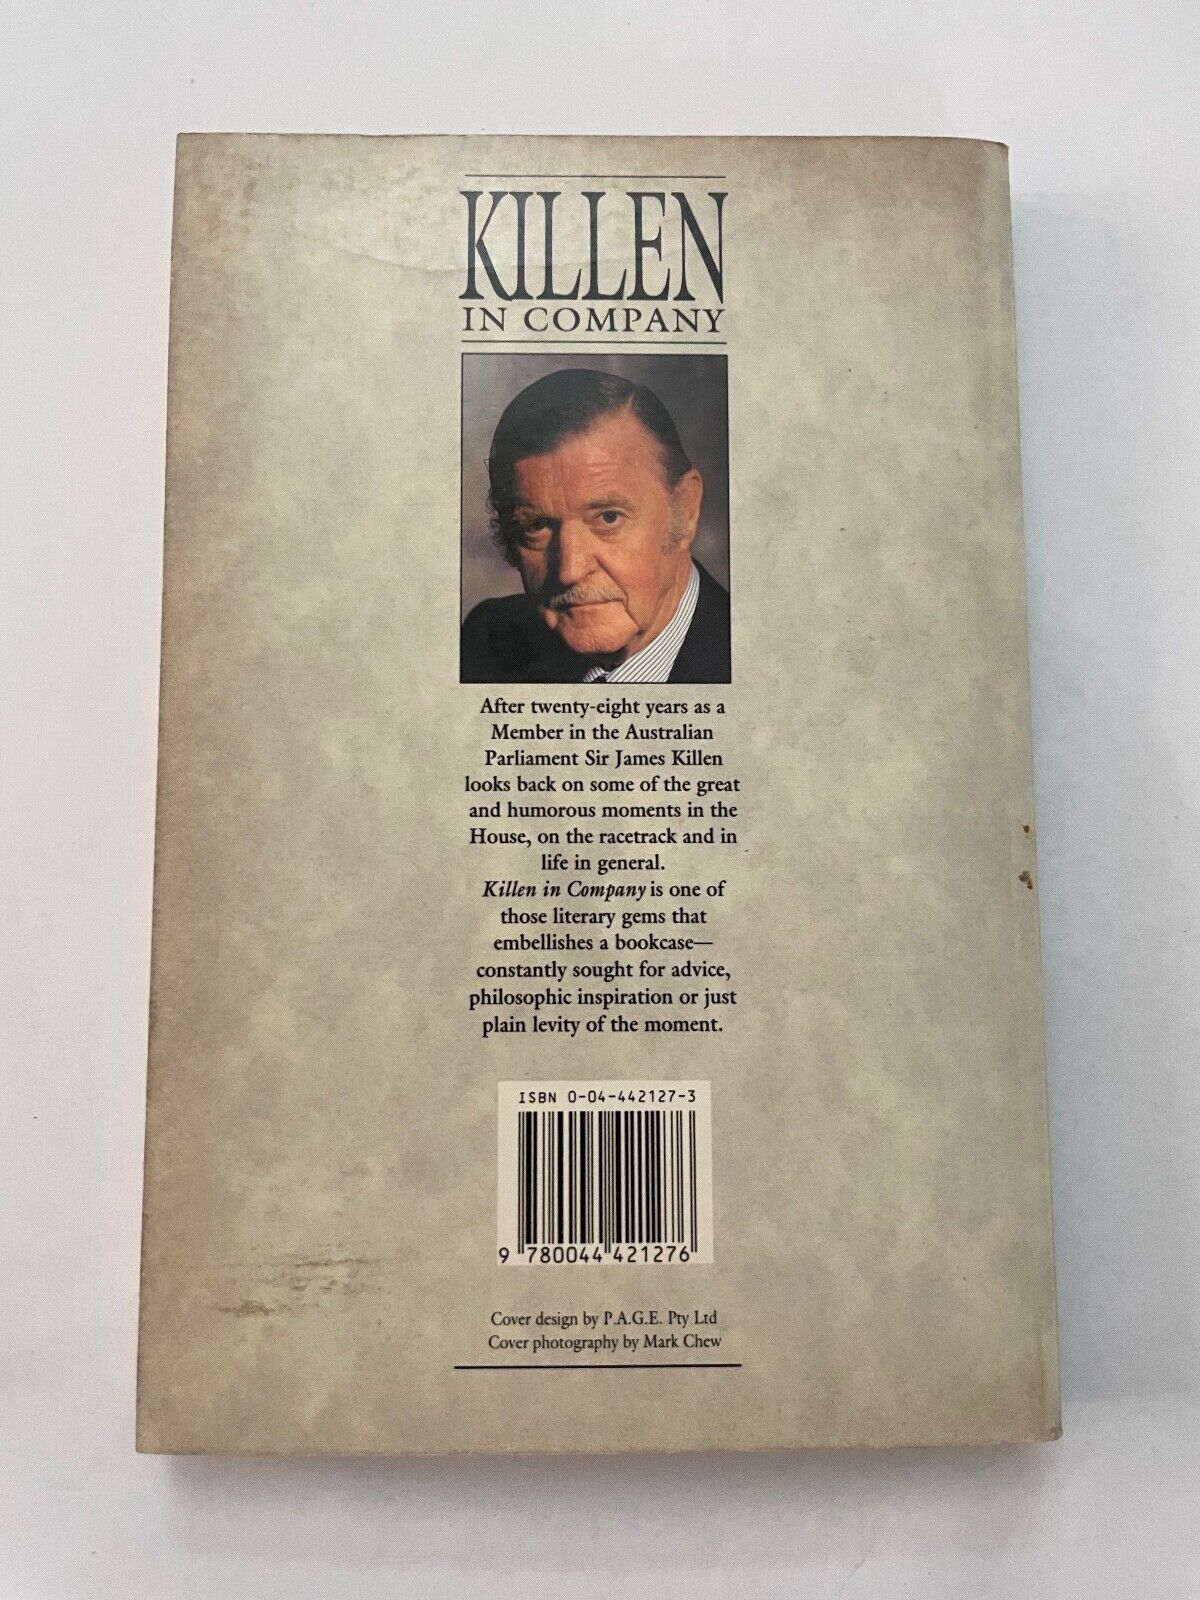 KILLEN
IN COMPANY
After twenty-eight years as a
Member in the Australian
Parliament Sir James Killen
looks back on some of the great
and humorous moments in the
House, on the racetrack and in
life in general.
Killen in Company is one of
those literary gems that
embellishes a bookcase—
constantly sought for advice,
philosophic inspiration or just
plain levity of the moment.
ISBN 0-04-442127-3
9 780044 421276
Cover design by P.A.G.E. Pty Ltd
Cover photography by Mark Chew